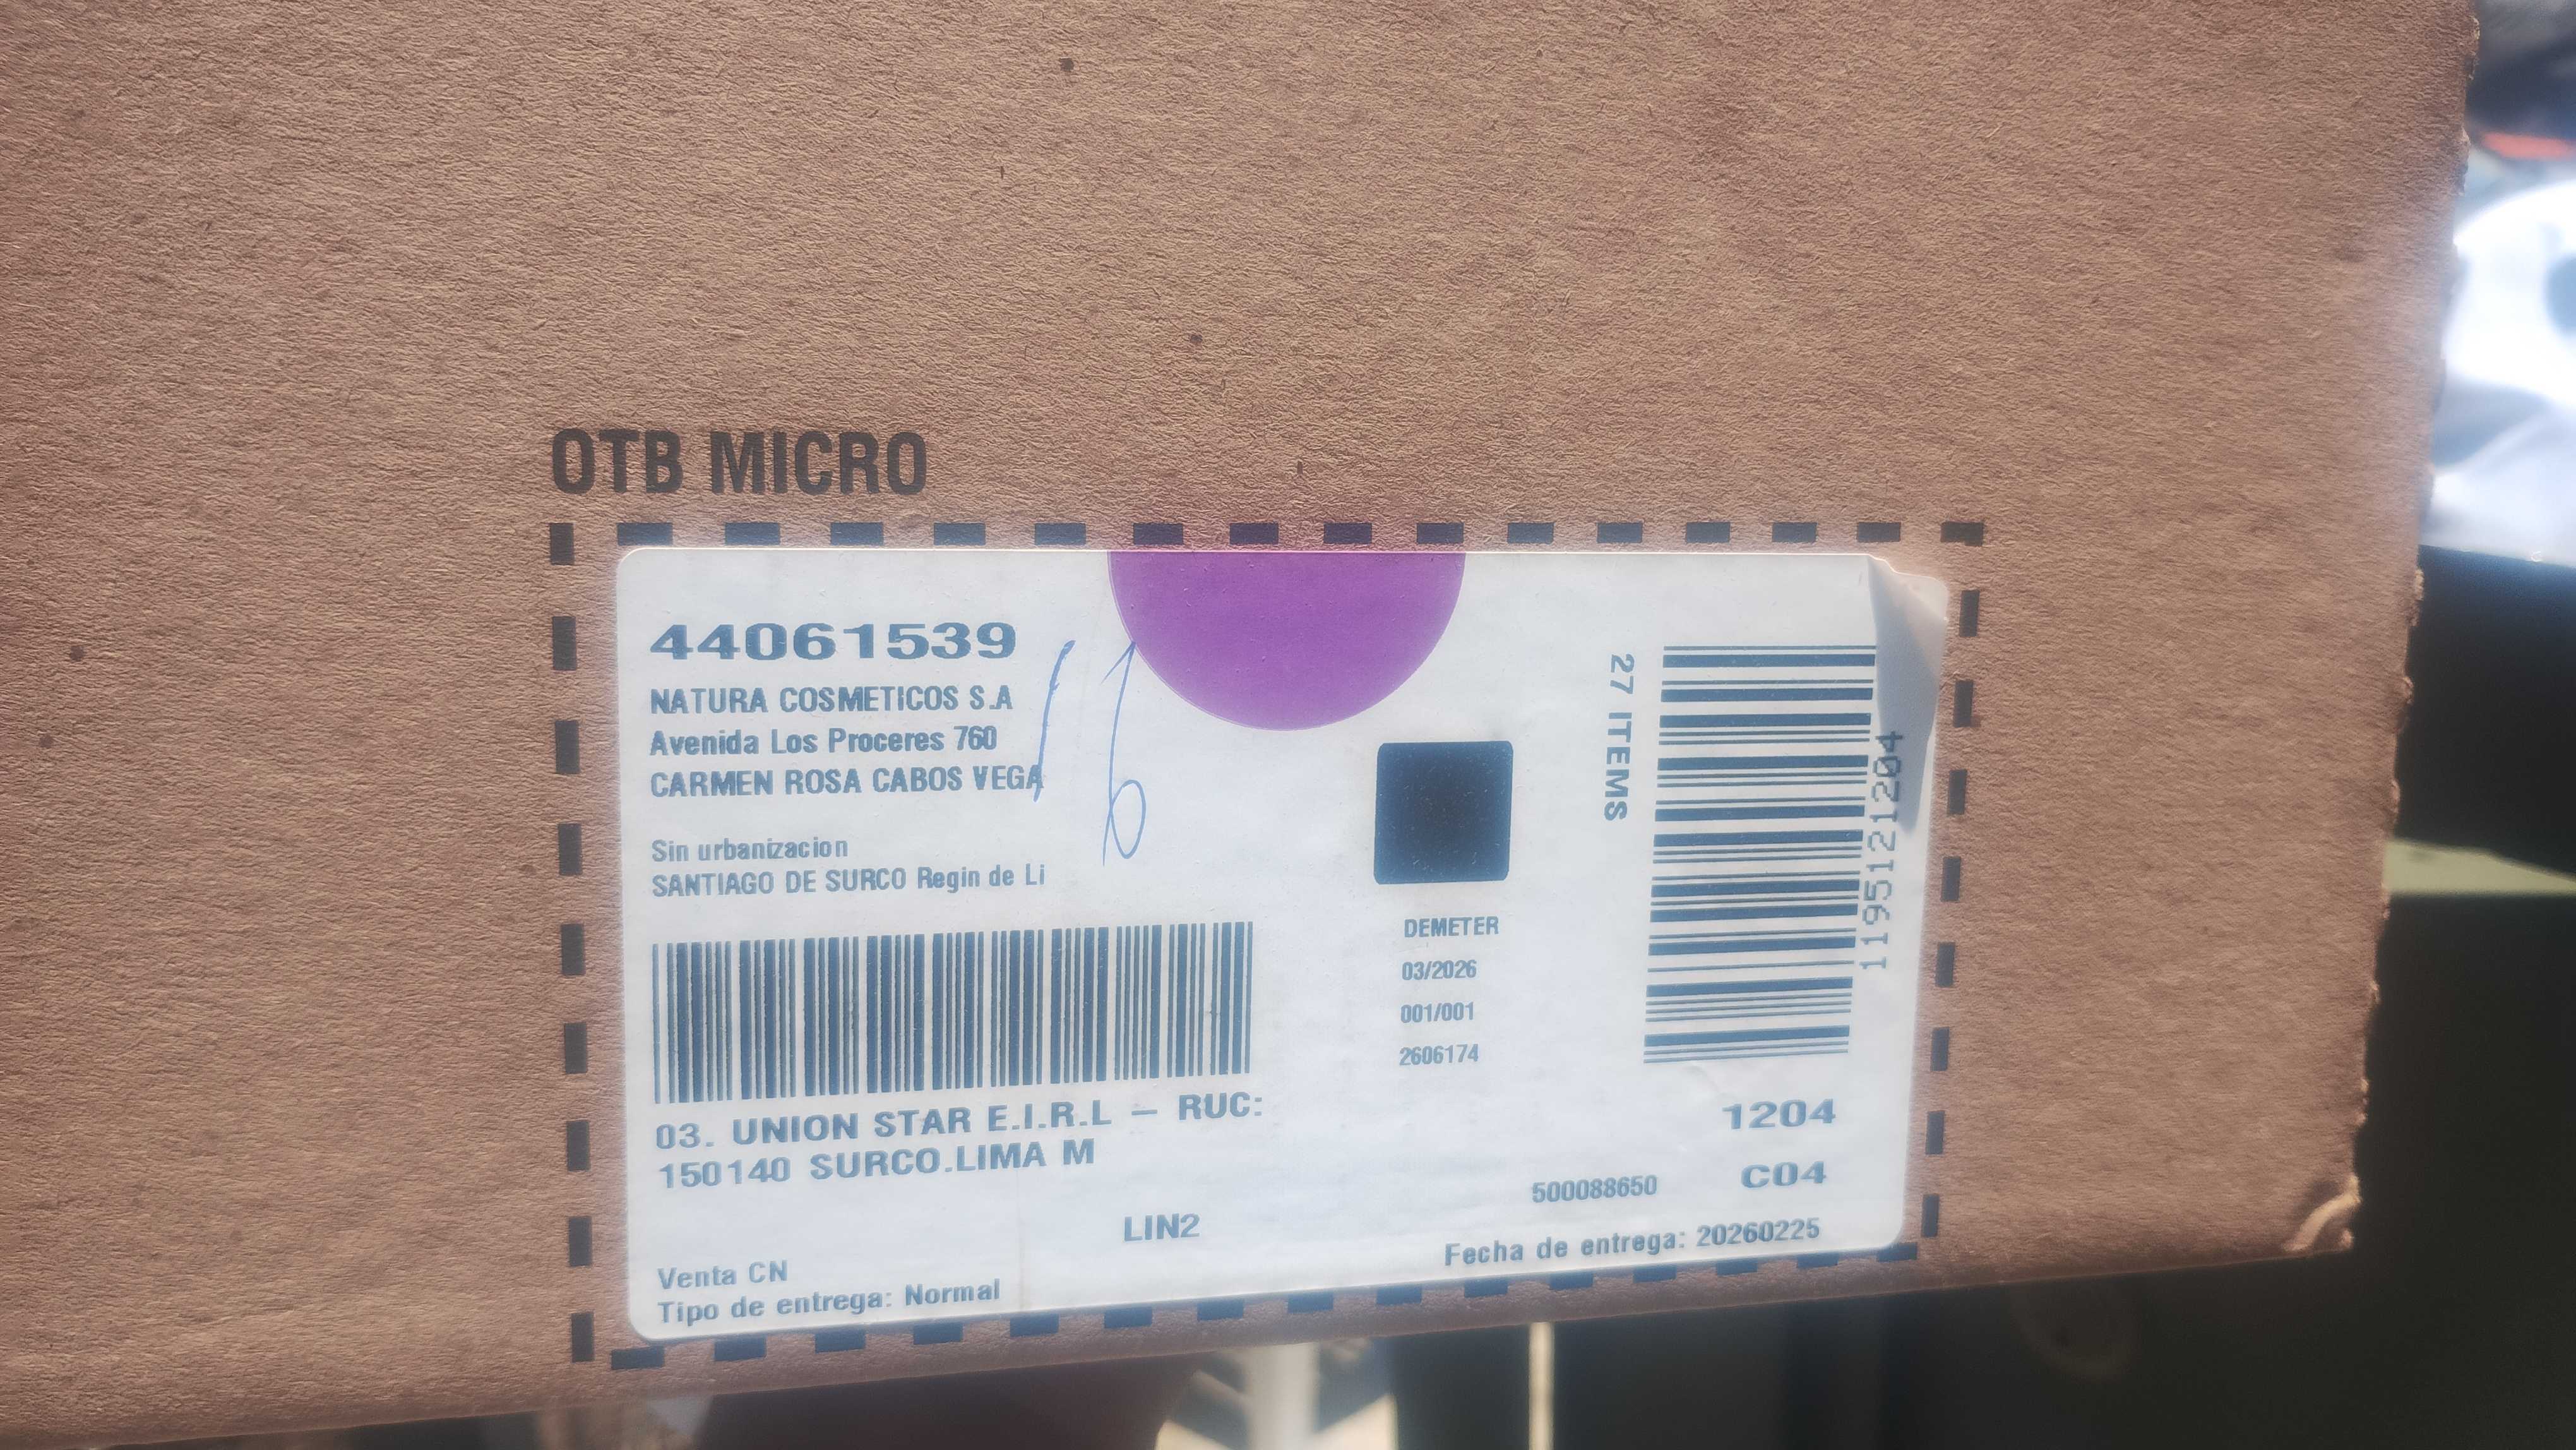 OTB MICRO
44061539
NATURA COSMETICOS S.A
Avenida Los Proceres 760
CARMEN ROSA CABOS VEGA
16
Sin urbanizacion
SANTIAGO DE SURCO Regin de Li
03. UNION STAR E.I.R.L – RUC:
150140 SURCO.LIMA M
LIN2
Venta CN
Tipo de entrega: Normal
DEMETER
03/2026
001/001
2606174
27 ITEMS
1195121204
1204
C04
500088650
Fecha de entrega: 20260225